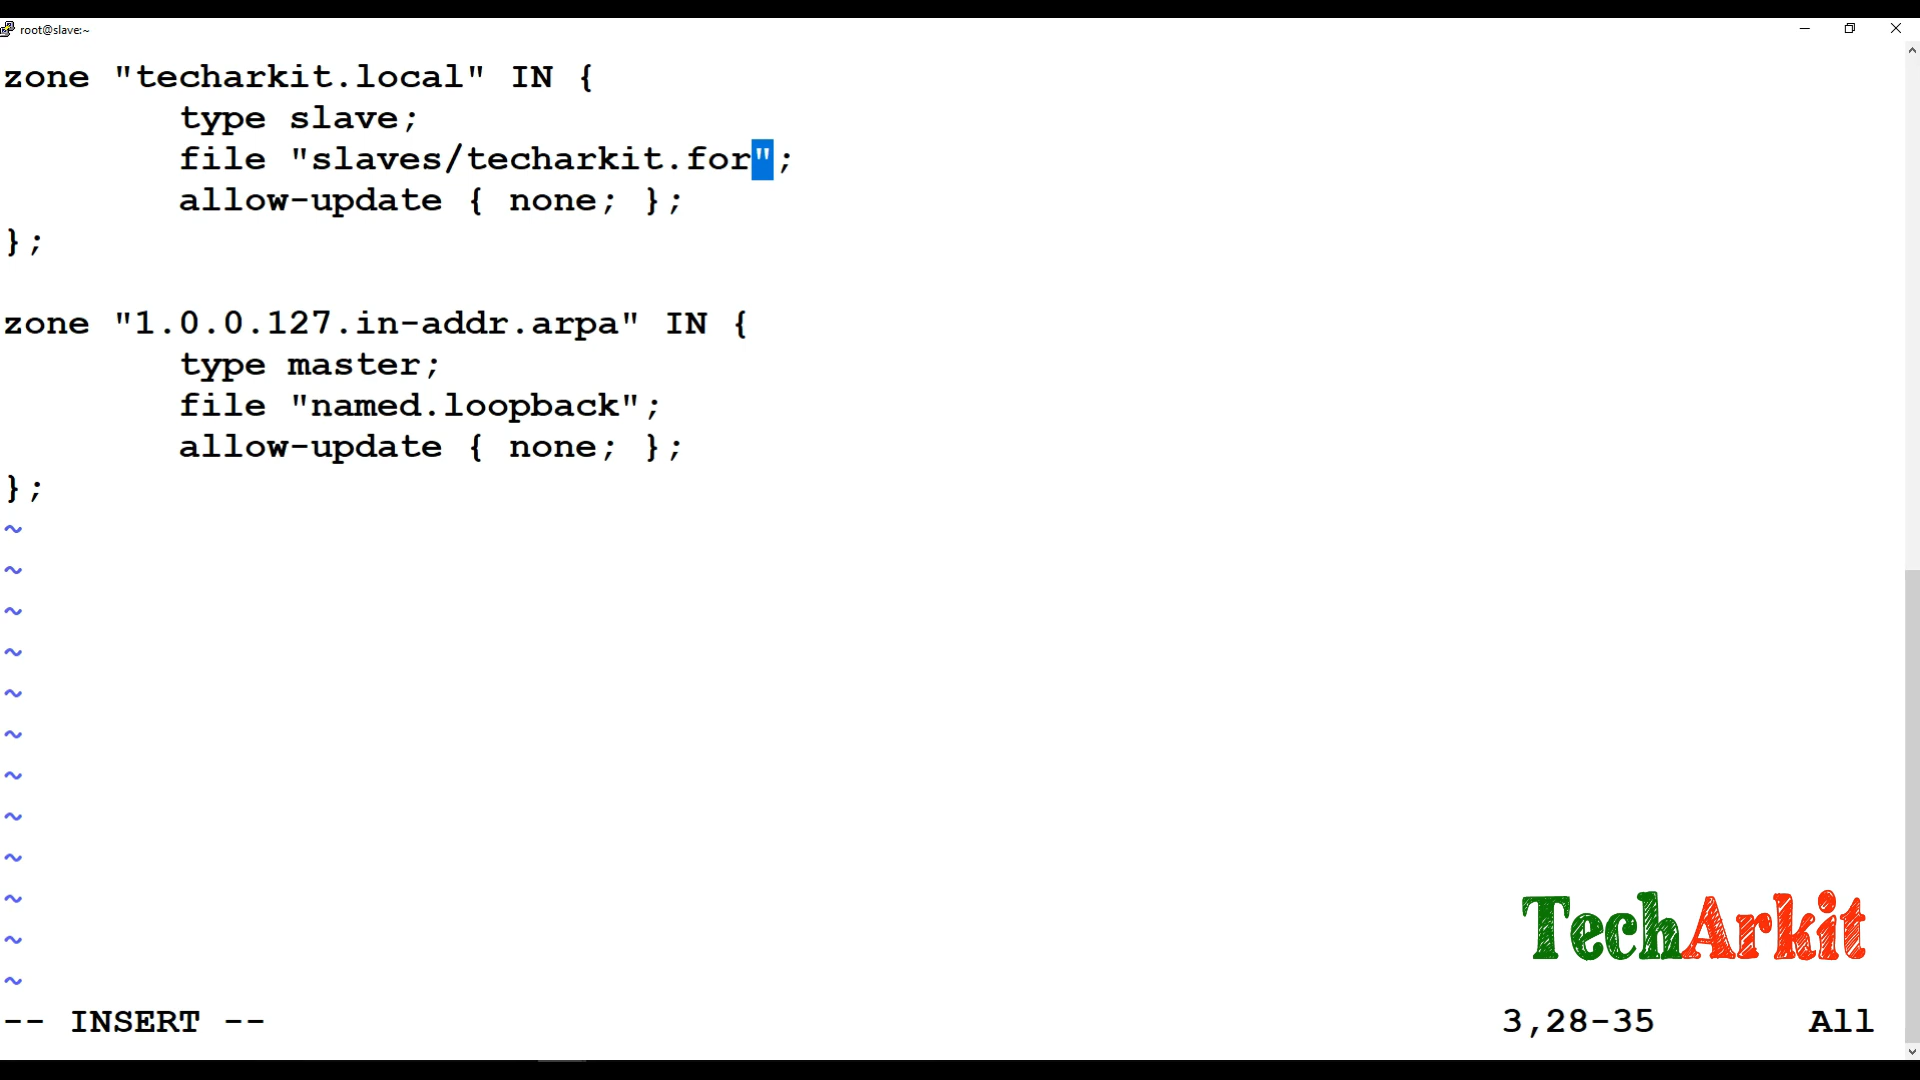 root@slave:~
zone "techarkit.local" IN {
        type slave;
        file "slaves/techarkit.for";
        allow-update { none; };
};

zone "1.0.0.127.in-addr.arpa" IN {
        type master;
        file "named.loopback";
        allow-update { none; };
};
~
~
~
~
~
~
~
~
~
~
~
~
TechArkit
-- INSERT -- 3,28-35 All